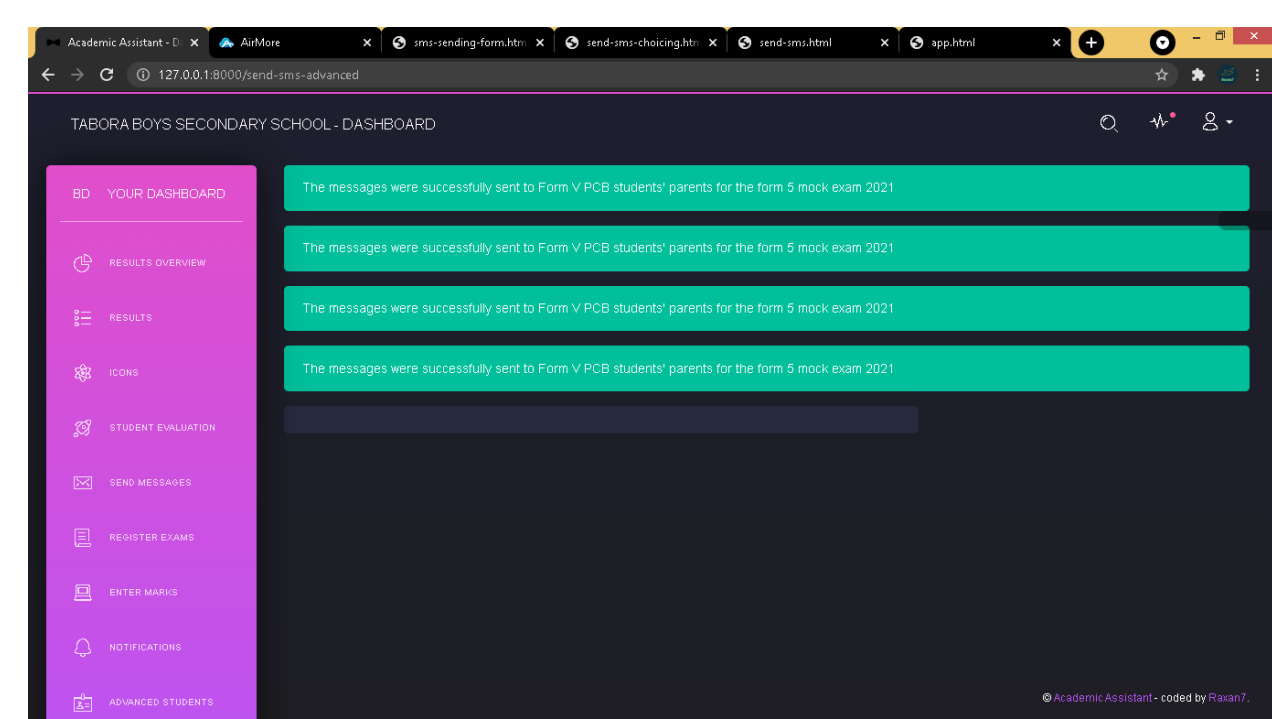 Academic Assistant - D
AirMore
sms-sending-form.htm
send-sms-choicing.htm
send-sms.html
app.html
127.0.0.1:8000/send-sms-advanced
TABORA BOYS SECONDARY SCHOOL - DASHBOARD
BD YOUR DASHBOARD
RESULTS OVERVIEW
RESULTS
ICONS
STUDENT EVALUATION
SEND MESSAGES
REGISTER EXAMS
ENTER MARKS
NOTIFICATIONS
ADVANCED STUDENTS
The messages were successfully sent to Form V PCB students' parents for the form 5 mock exam 2021
The messages were successfully sent to Form V PCB students' parents for the form 5 mock exam 2021
The messages were successfully sent to Form V PCB students' parents for the form 5 mock exam 2021
The messages were successfully sent to Form V PCB students' parents for the form 5 mock exam 2021
© Academic Assistant - coded by Raxan7.